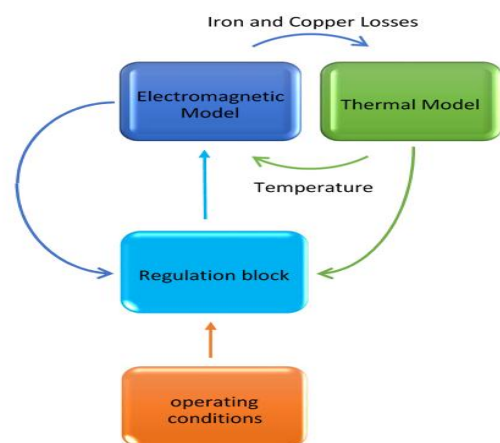 Iron and Copper Losses
Electromagnetic
Model
Thermal Model
Temperature
Regulation block
operating
conditions